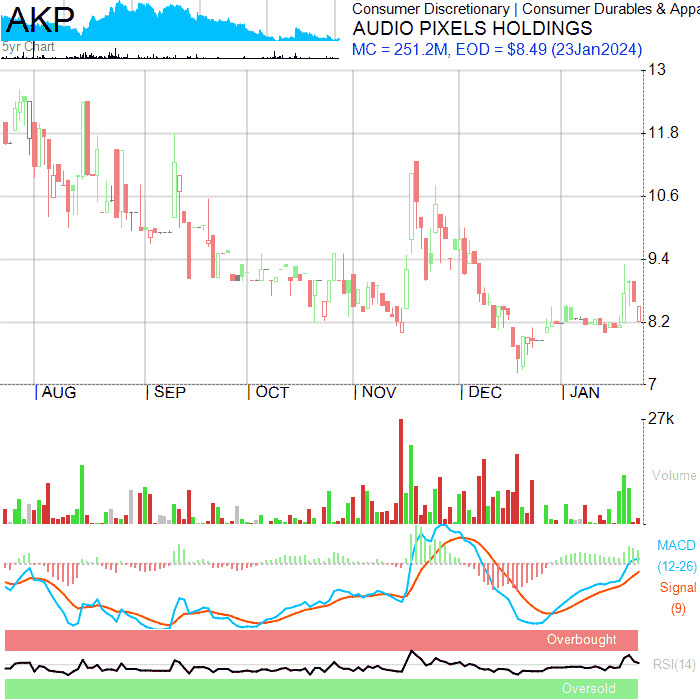 AKP
5yr Chart
Consumer Discretionary | Consumer Durables & Appa
AUDIO PIXELS HOLDINGS
MC = 251.2M, EOD = $8.49 (23Jan2024)
13
11.8
10.6
9.4
8.2
7
AUG SEP OCT NOV DEC JAN
27k
Volume
MACD
(12-26)
Signal
(9)
Overbought
RSI(14)
Oversold